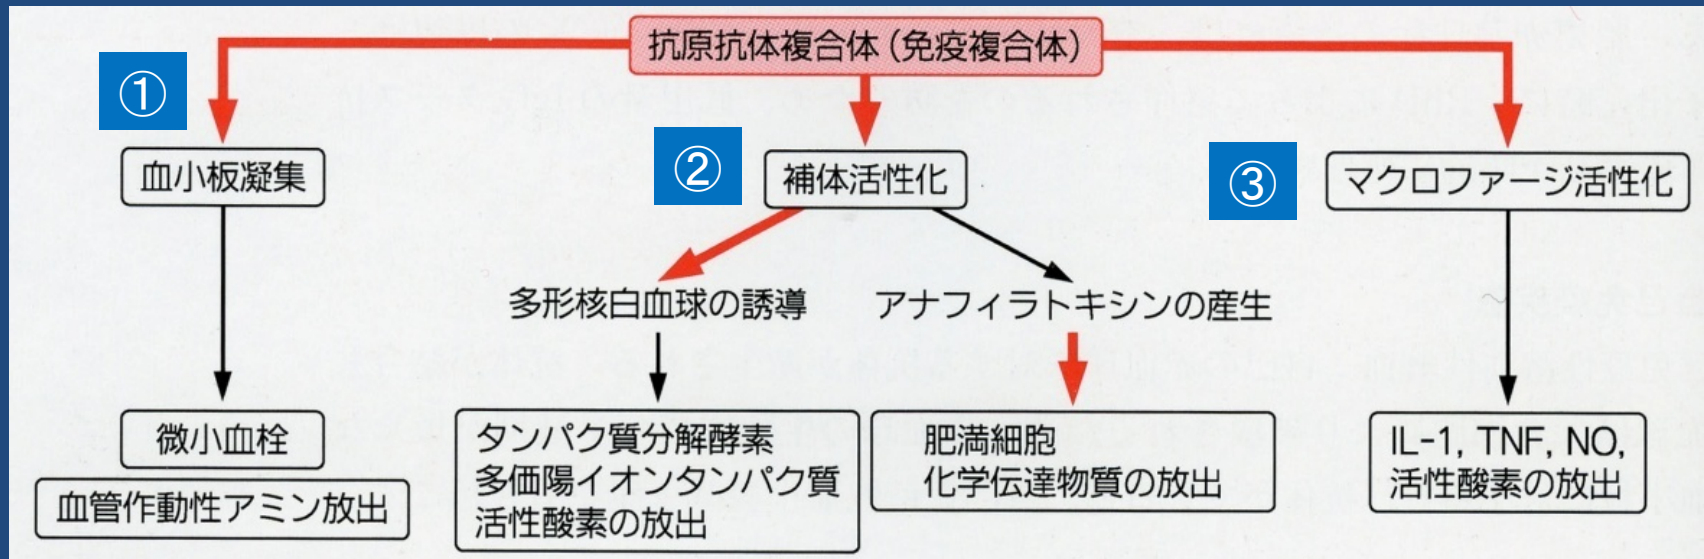 抗原抗体複合体(免疫複合体)
①
②
③
血小板凝集
補体活性化
マクロファージ活性化
多形核白血球の誘導
アナフィラトキシンの産生
微小血栓
血管作動性アミン放出
タンパク質分解酵素
多価陽イオンタンパク質
活性酸素の放出
肥満細胞
化学伝達物質の放出
IL-1, TNF, NO,
活性酸素の放出